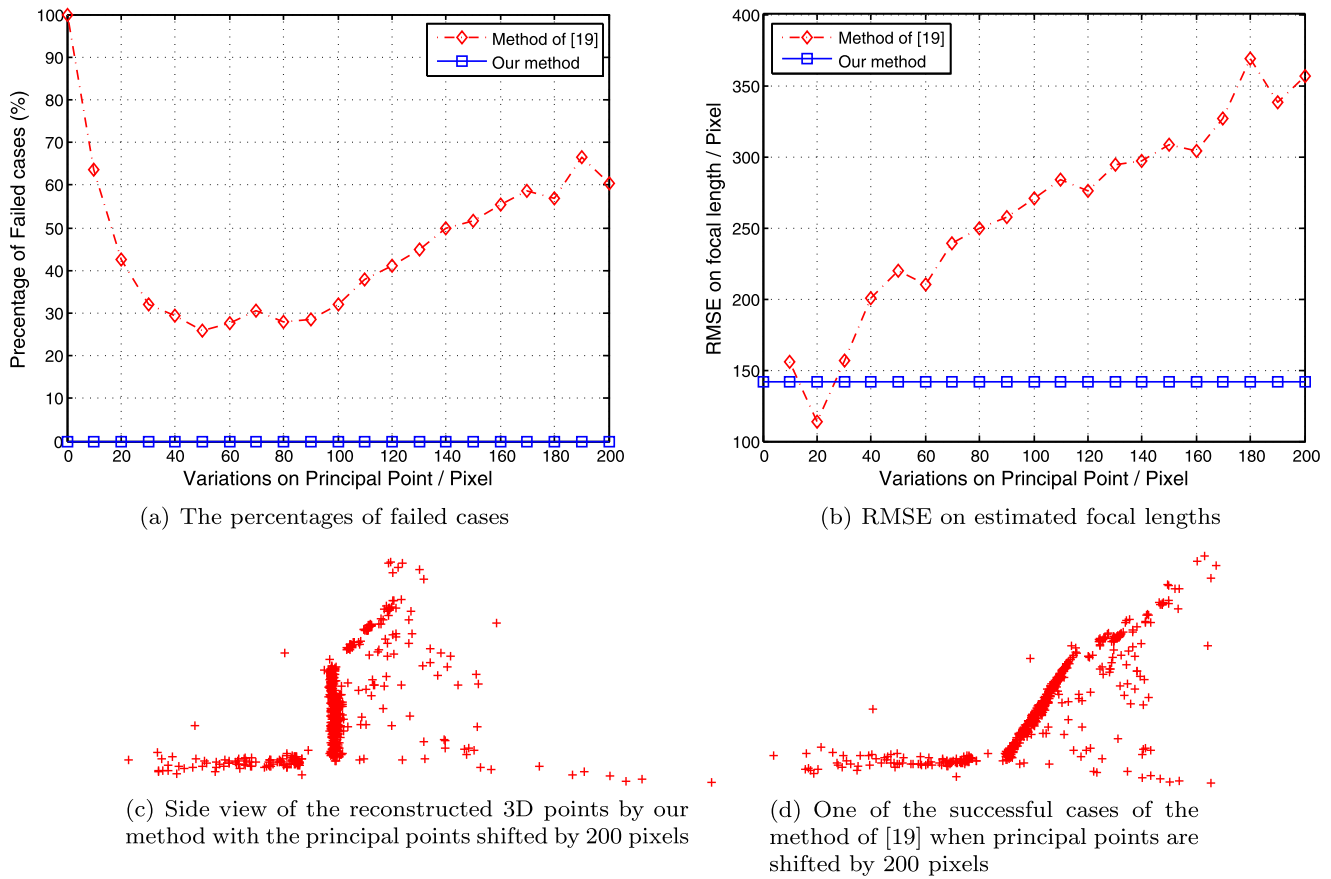 Precentage of Failed cases (%)
100
90
80
70
60
50
40
30
20
10
0
Method of [19]
Our method
0 20 40 60 80 100 120 140 160 180 200
Variations on Principal Point / Pixel
(a) The percentages of failed cases
RMSE on focal length / Pixel
400
350
300
250
200
150
100
Method of [19]
Our method
0 20 40 60 80 100 120 140 160 180 200
Variations on Principal Point / Pixel
(b) RMSE on estimated focal lengths
(c) Side view of the reconstructed 3D points by our
method with the principal points shifted by 200 pixels
(d) One of the successful cases of the
method of [19] when principal points are
shifted by 200 pixels